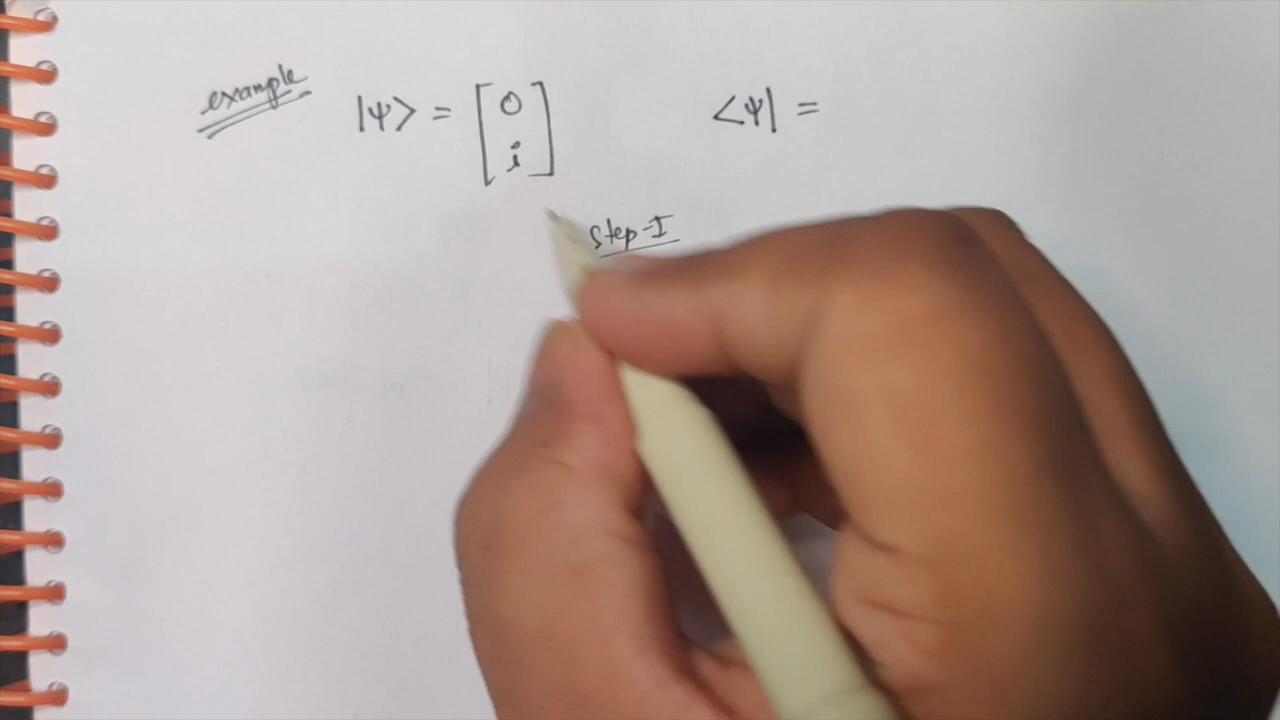 example |ψ> = [0 i] <ψ| =
Step-I